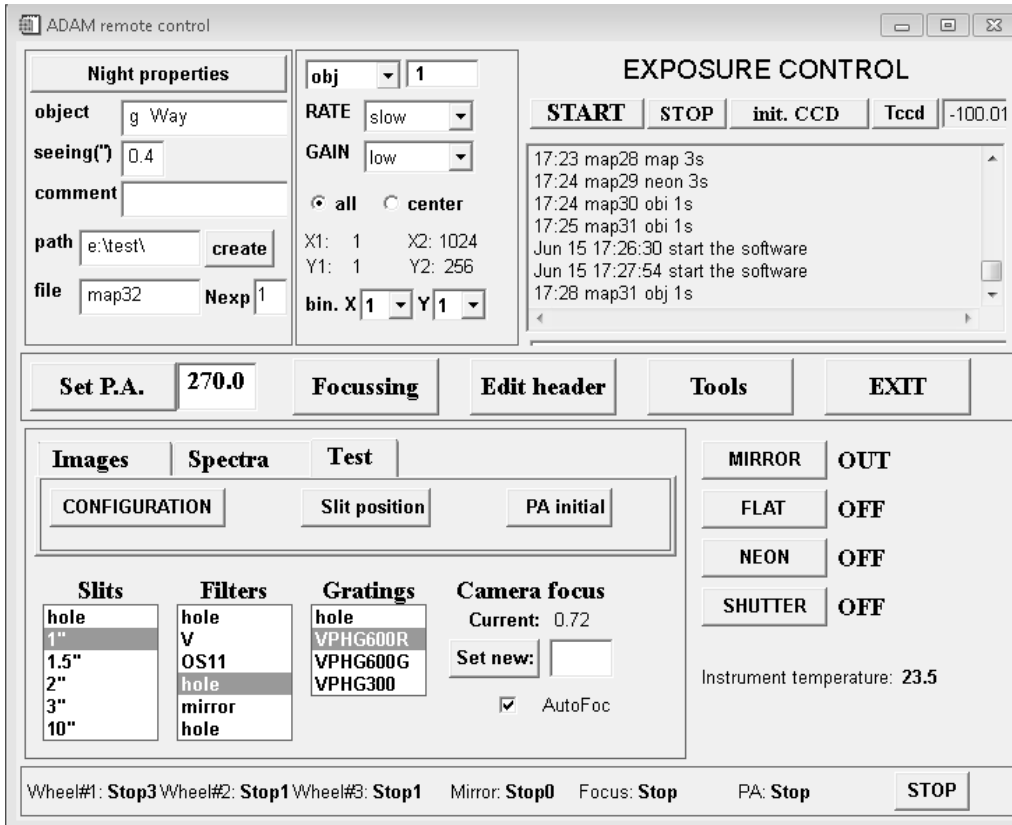 ADAM remote control
Night properties
object g Way
seeing(") 0.4
comment
path e:\test\ create
file map32 Nexp 1
obj 1
RATE slow
GAIN low
all center
X1: 1 X2: 1024
Y1: 1 Y2: 256
bin. X 1 Y 1
EXPOSURE CONTROL
START STOP init. CCD Tccd -100.01
17:23 map28 map 3s
17:24 map29 neon 3s
17:24 map30 obi 1s
17:25 map31 obi 1s
Jun 15 17:26:30 start the software
Jun 15 17:27:54 start the software
17:28 map31 obj 1s
Set P.A. 270.0 Focussing Edit header Tools EXIT
Images Spectra Test
CONFIGURATION Slit position PA initial
Slits
hole
1"
1.5"
2"
3"
10"
Filters
hole
V
OS11
hole
mirror
hole
Gratings
hole
VPHG600R
VPHG600G
VPHG300
Camera focus
Current: 0.72
Set new:
AutoFoc
MIRROR OUT
FLAT OFF
NEON OFF
SHUTTER OFF
Instrument temperature: 23.5
Wheel#1: Stop3 Wheel#2: Stop1 Wheel#3: Stop1 Mirror: Stop0 Focus: Stop PA: Stop STOP